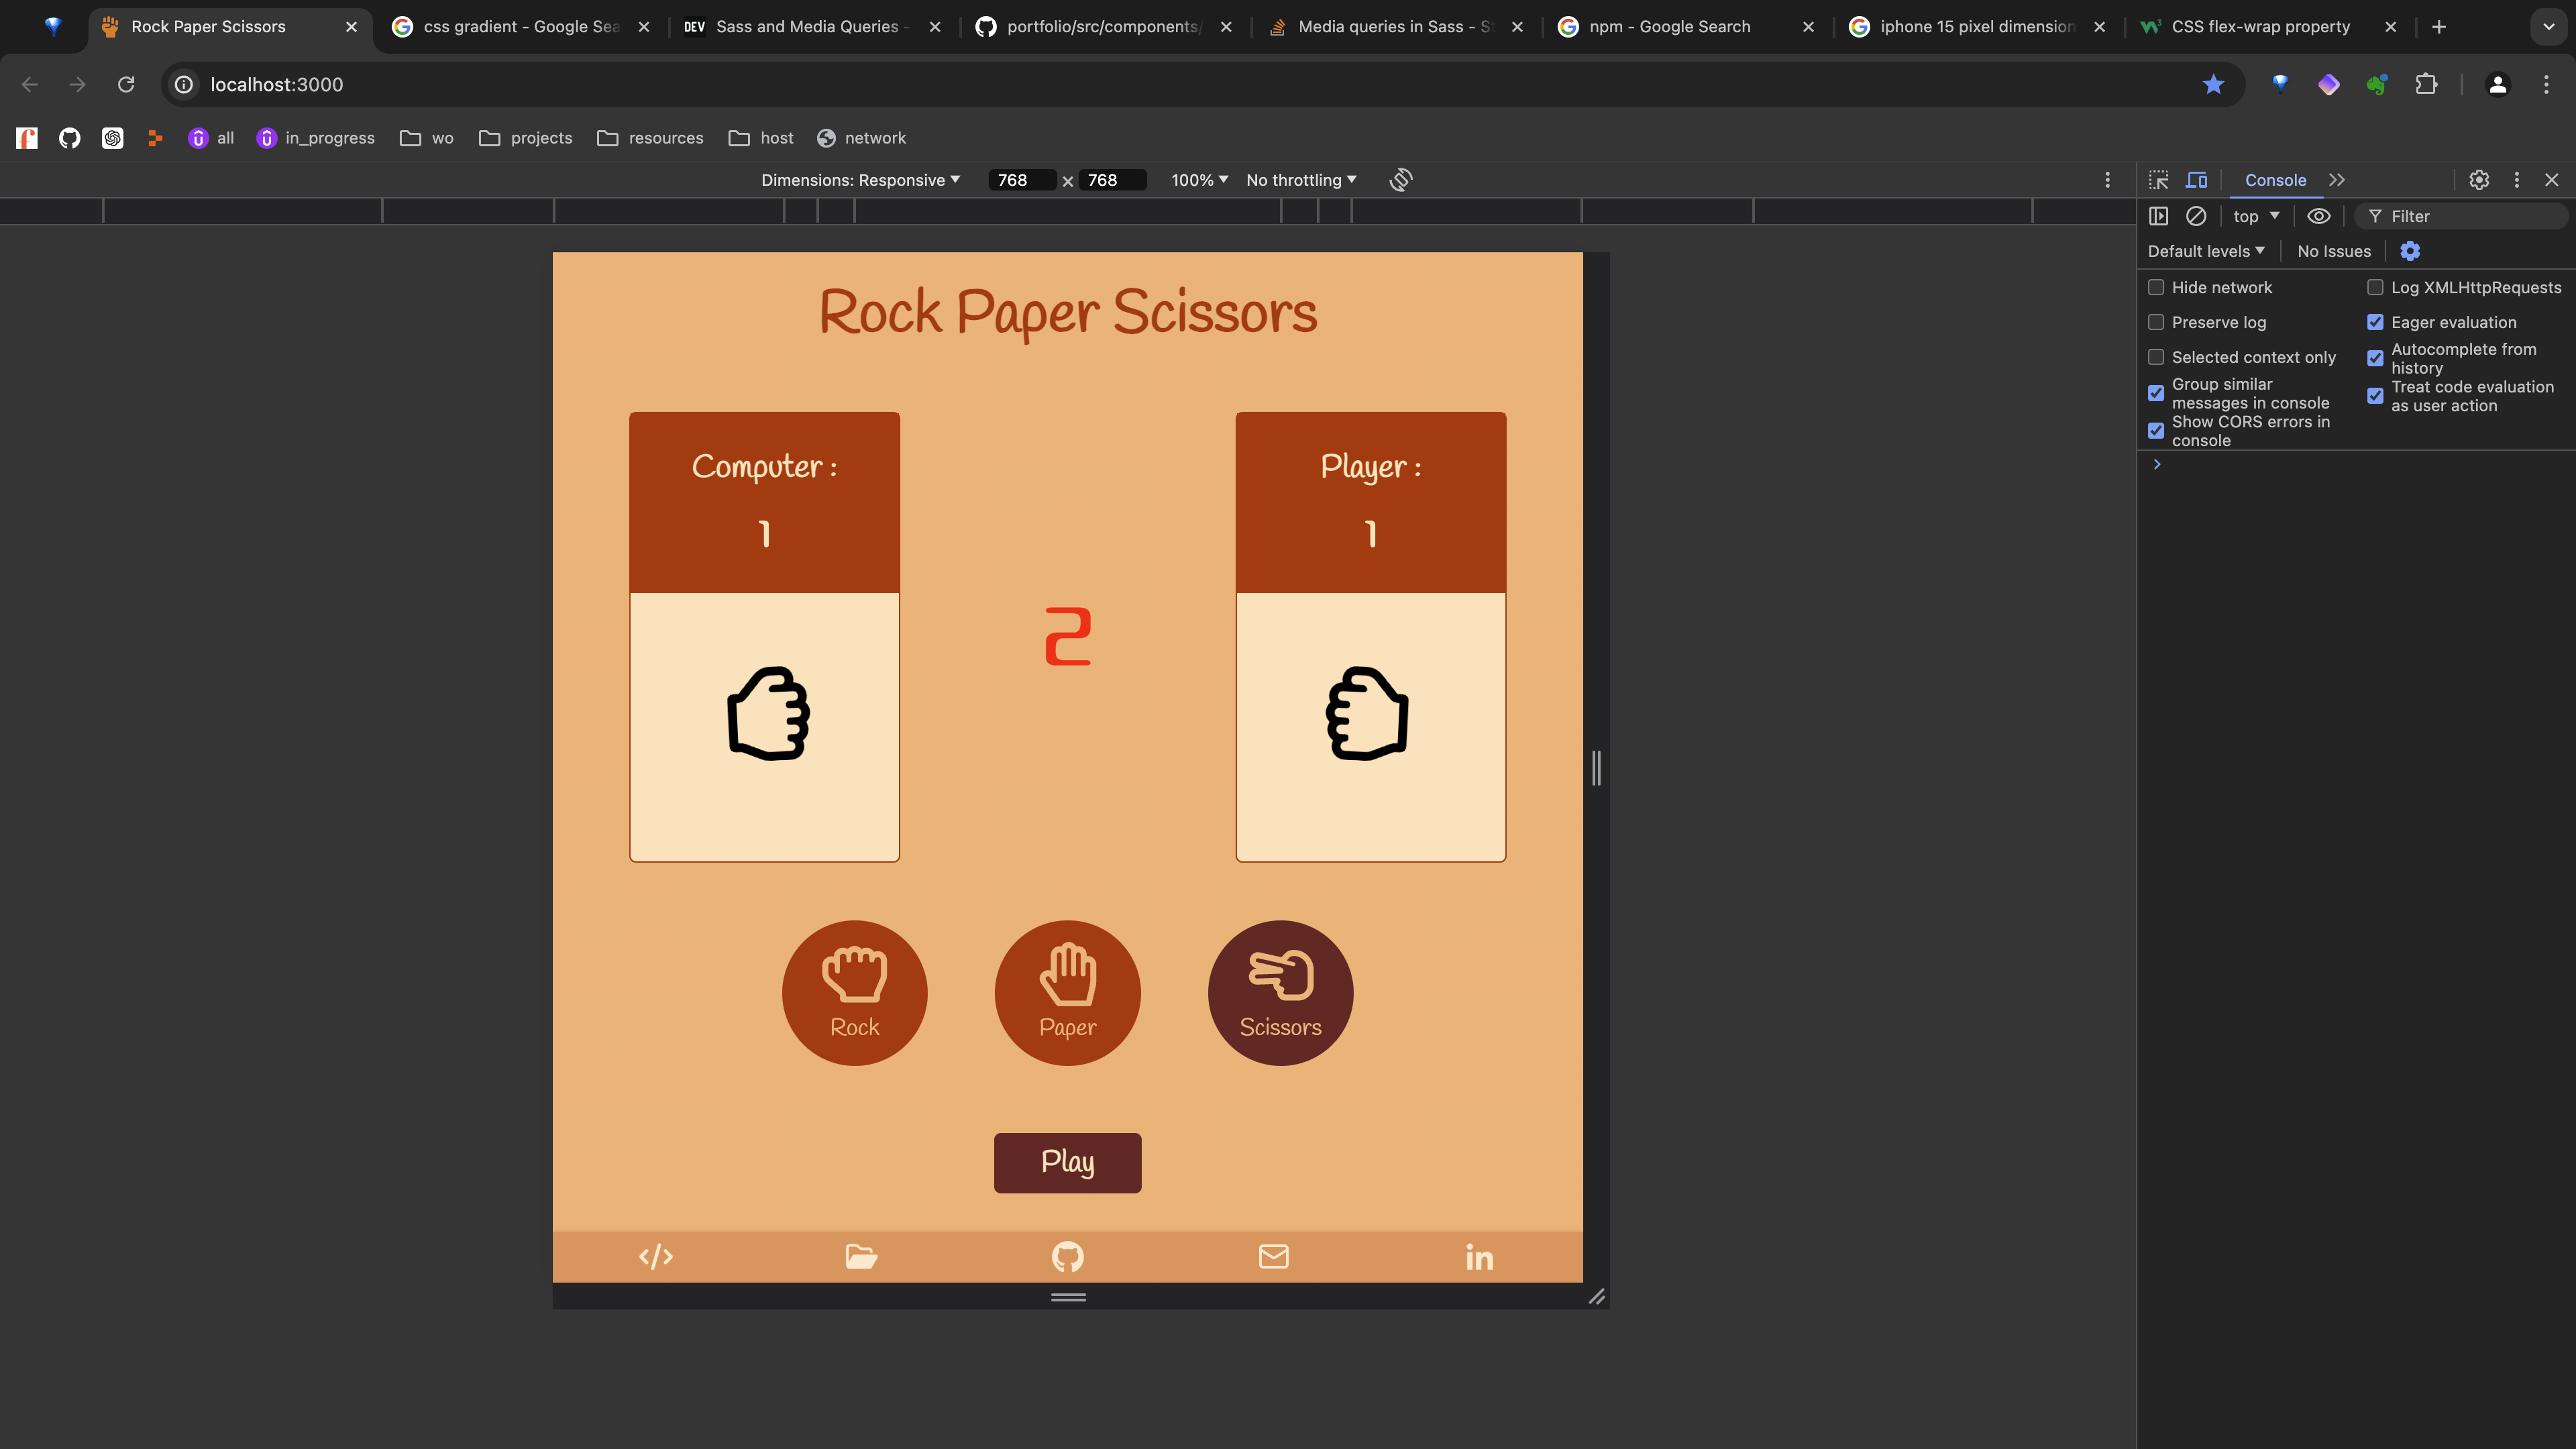 Rock Paper Scissors
css gradient - Google Sea
DEV Sass and Media Queries -
portfolio/src/components/
Media queries in Sass - S
npm - Google Search
iphone 15 pixel dimension
CSS flex-wrap property
localhost:3000
all
in_progress
wo
projects
resources
host
network
Dimensions: Responsive 768 x 768 100% No throttling
Console
top
Filter
Default levels
No Issues
Hide network
Log XMLHttpRequests
Preserve log
Eager evaluation
Selected context only
Autocomplete from
history
Group similar
messages in console
Treat code evaluation
as user action
Show CORS errors in
console
Rock Paper Scissors
Computer :
1
Player :
1
2
Rock
Paper
Scissors
Play
in